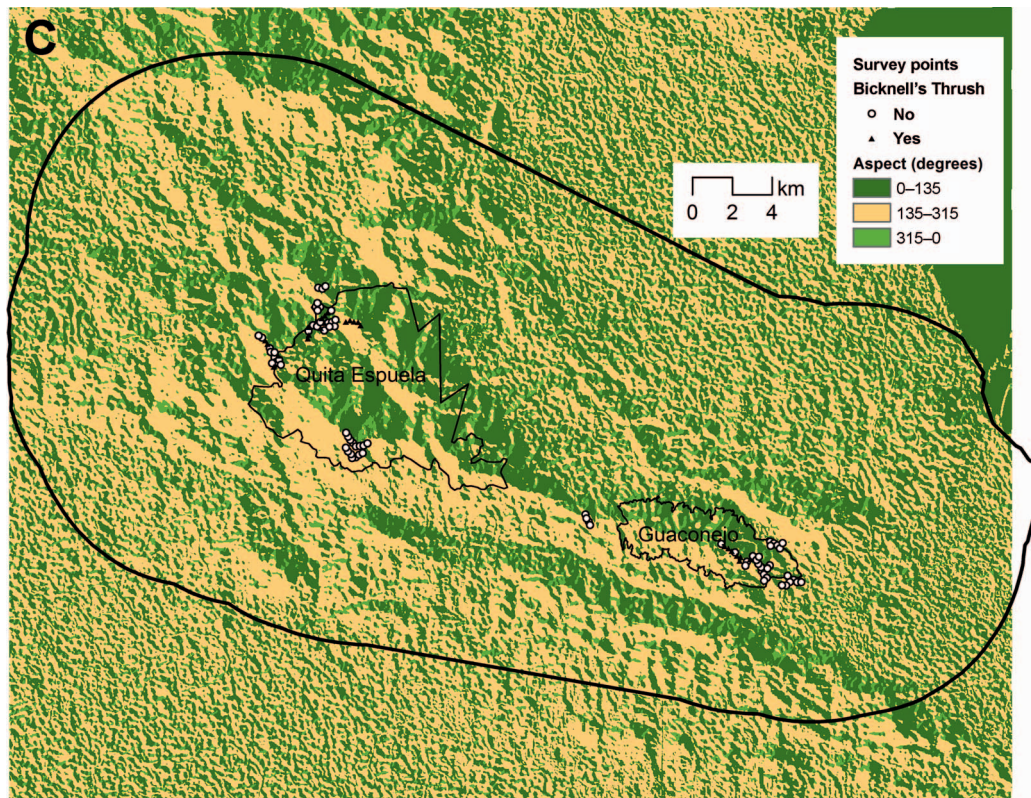 C
Survey points
Bicknell's Thrush
No
Yes
Aspect (degrees)
0–135
135–315
315–0
km
0 2 4
Quita Espuela
Guaconejo